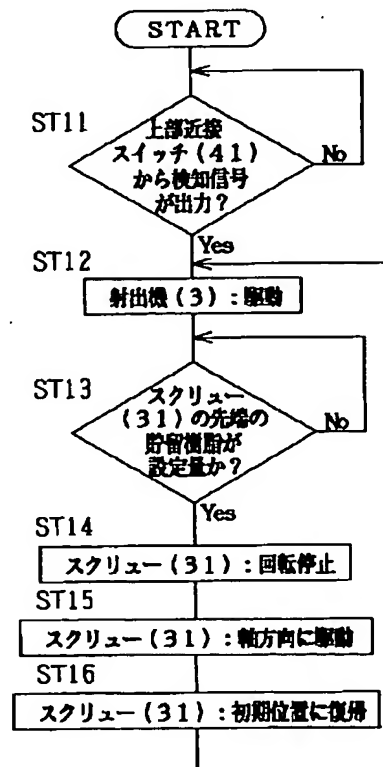 START
ST11
上部近接
スイッチ(41)
から検知信号
が出力?
No
Yes
ST12
射出機(3):駆動
ST13
スクリュー
(31)の先端の
貯留樹脂が
設定量か?
No
Yes
ST14
スクリュー(31):回転停止
ST15
スクリュー(31):軸方向に駆動
ST16
スクリュー(31):初期位置に復帰